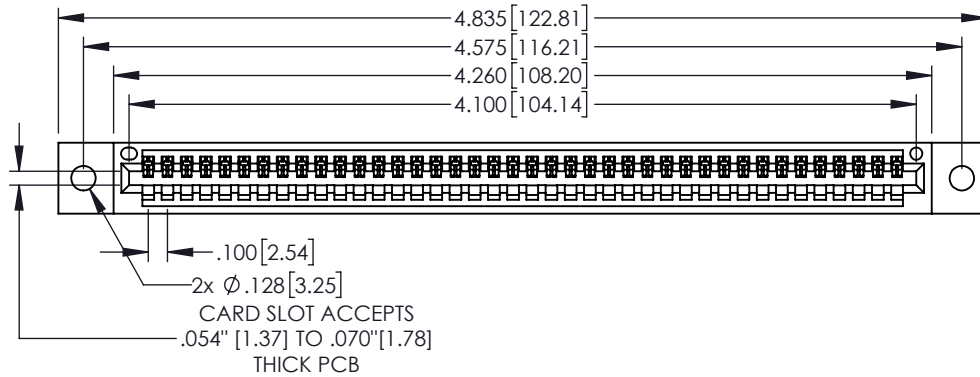 4.835[122.81]
4.575[116.21]
4.260[108.20]
4.100[104.14]
.100[2.54]
2x Ø.128[3.25]
CARD SLOT ACCEPTS
.054" [1.37] TO .070"[1.78]
THICK PCB